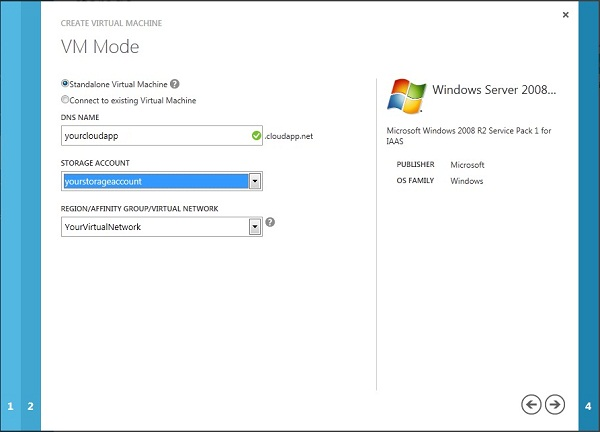 CREATE VIRTUAL MACHINE
VM Mode
Standalone Virtual Machine ?
Connect to existing Virtual Machine
DNS NAME
yourcloudapp .cloudapp.net
STORAGE ACCOUNT
yourstorageaccount
REGION/AFFINITY GROUP/VIRTUAL NETWORK
YourVirtualNetwork ?
Windows Server 2008...
Microsoft Windows 2008 R2 Service Pack 1 for
IAAS
PUBLISHER Microsoft
OS FAMILY Windows
1 2 4